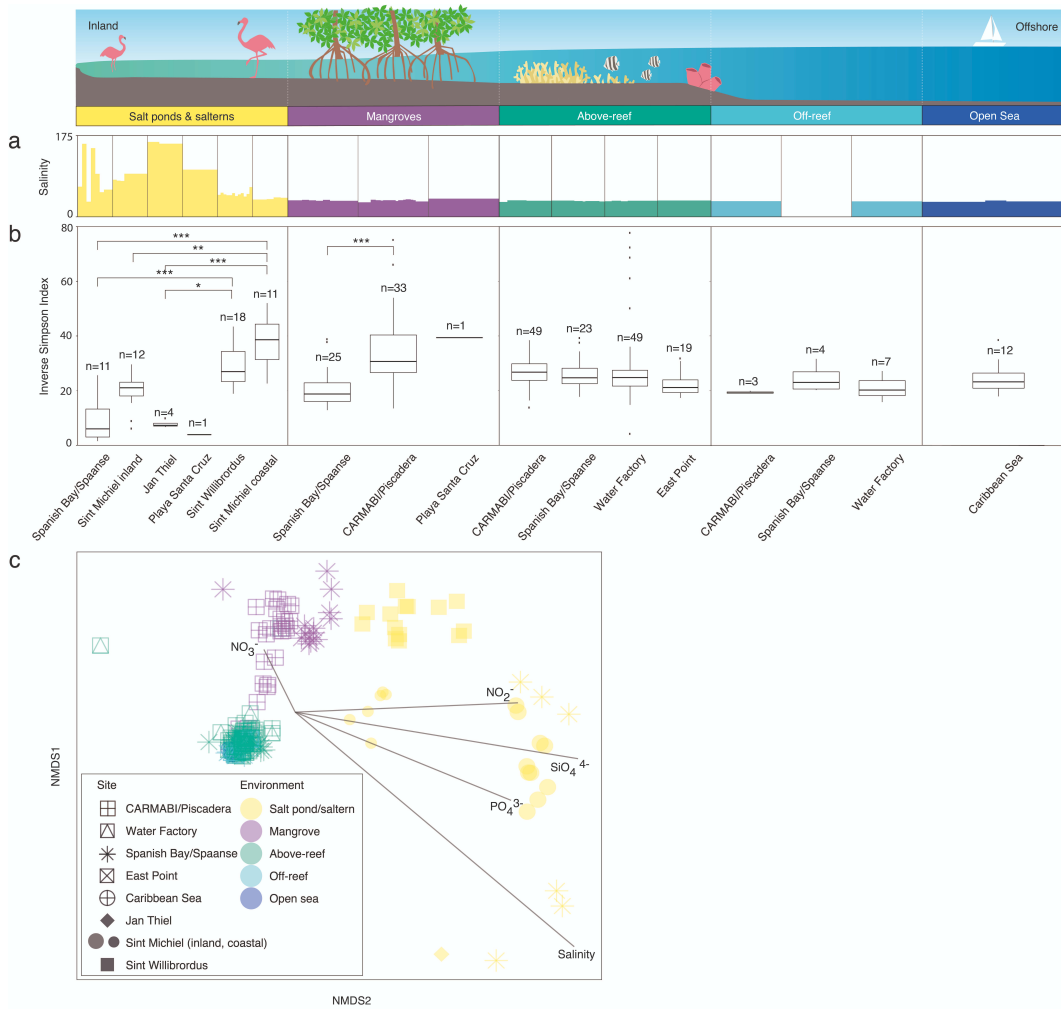 Inland
Offshore
Salt ponds & salterns
Mangroves
Above-reef
Off-reef
Open Sea
a
175
Salinity
0
b
80
60
40
20
0
Inverse Simpson Index
***
**
***
***
*
n=11
n=12
n=4
n=1
n=18
n=11
***
n=25
n=33
n=1
n=49
n=23
n=49
n=19
n=3
n=4
n=7
n=12
Spanish Bay/Spaanse
Sint Michiel inland
Jan Thiel
Playa Santa Cruz
Sint Willibrordus
Sint Michiel coastal
Spanish Bay/Spaanse
CARMABI/Piscadera
Playa Santa Cruz
CARMABI/Piscadera
Spanish Bay/Spaanse
Water Factory
East Point
CARMABI/Piscadera
Spanish Bay/Spaanse
Water Factory
Caribbean Sea
c
NMDS1
NO3-
NO2-
SiO4 4-
PO4 3-
Salinity
Site
CARMABI/Piscadera
Water Factory
Spanish Bay/Spaanse
East Point
Caribbean Sea
Jan Thiel
Sint Michiel (inland, coastal)
Sint Willibrordus
Environment
Salt pond/saltern
Mangrove
Above-reef
Off-reef
Open sea
NMDS2